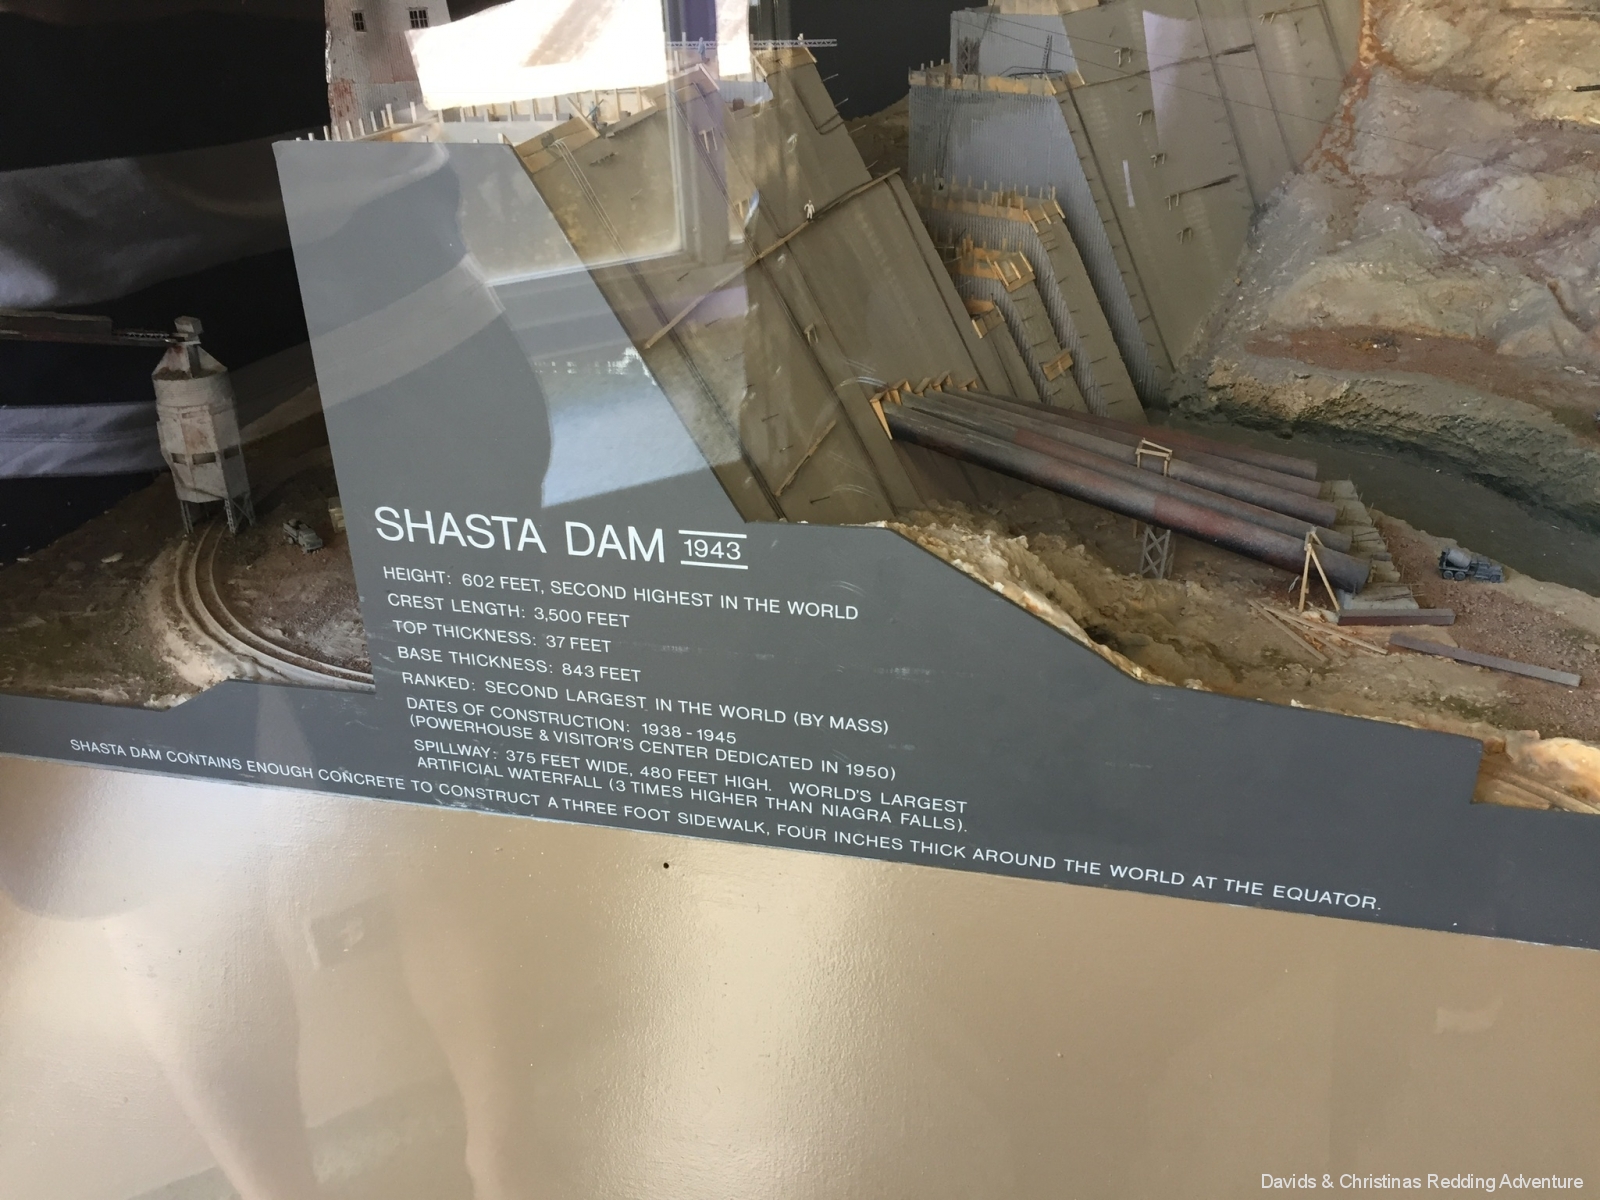 SHASTA DAM 1943
HEIGHT: 602 FEET, SECOND HIGHEST IN THE WORLD
CREST LENGTH: 3,500 FEET
TOP THICKNESS: 37 FEET
BASE THICKNESS: 843 FEET
RANKED: SECOND LARGEST IN THE WORLD (BY MASS)
DATES OF CONSTRUCTION: 1938 - 1945
(POWERHOUSE & VISITOR'S CENTER DEDICATED IN 1950)
SPILLWAY: 375 FEET WIDE, 480 FEET HIGH. WORLD'S LARGEST
ARTIFICIAL WATERFALL (3 TIMES HIGHER THAN NIAGRA FALLS).
SHASTA DAM CONTAINS ENOUGH CONCRETE TO CONSTRUCT A THREE FOOT SIDEWALK, FOUR INCHES THICK AROUND THE WORLD AT THE EQUATOR.
Davids & Christinas Redding Adventure